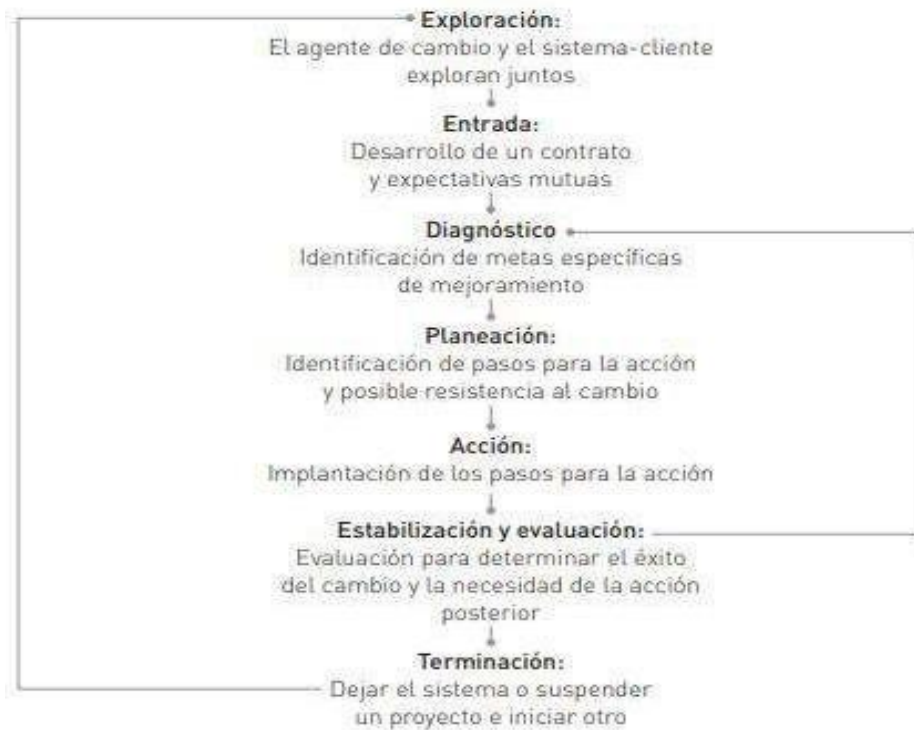 Exploración:
El agente de cambio y el sistema-cliente
exploran juntos
Entrada:
Desarrollo de un contrato
y expectativas mutuas
Diagnóstico
Identificación de metas específicas
de mejoramiento
Planeación:
Identificación de pasos para la acción
y posible resistencia al cambio
Acción:
Implantación de los pasos para la acción
Estabilización y evaluación:
Evaluación para determinar el éxito
del cambio y la necesidad de la acción
posterior
Terminación:
Dejar el sistema o suspender
un proyecto e iniciar otro